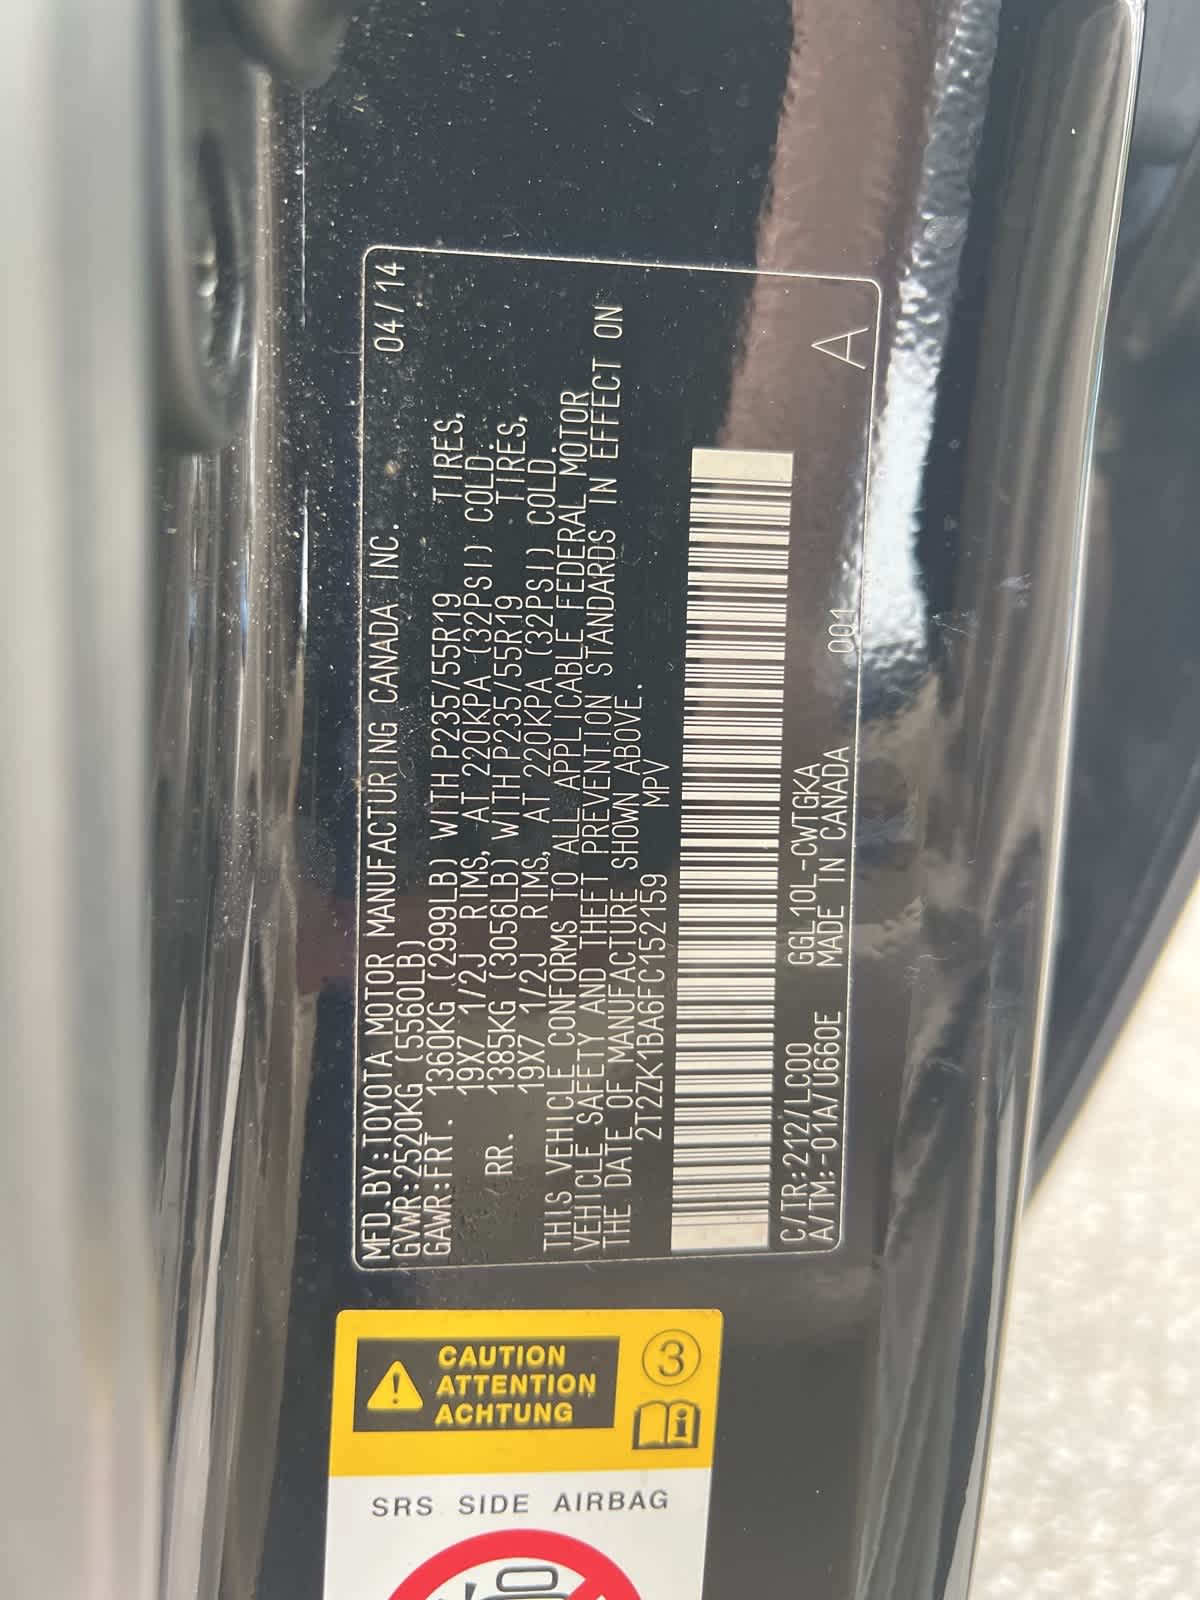 MFD.BY:TOYOTA MOTOR MANUFACTURING CANADA INC. 04/14
GVWR:2520KG (5560LB)
GAWR:FRT. 1360KG (2999LB) WITH P235/55R19 TIRES,
19X7 1/2J RIMS, AT 220KPA (32PSI) COLD.
RR. 1385KG (3056LB) WITH P235/55R19 TIRES,
19X7 1/2J RIMS, AT 220KPA (32PSI) COLD.
THIS VEHICLE CONFORMS TO ALL APPLICABLE FEDERAL MOTOR
VEHICLE SAFETY AND THEFT PREVENTION STANDARDS IN EFFECT ON
THE DATE OF MANUFACTURE SHOWN ABOVE.
2T2ZK1BA6FC152159 MPV
C/TR:212/LC00 GGL10L-CWTGKA
A/TM:-01A/U660E MADE IN CANADA 001 A
CAUTION
ATTENTION
ACHTUNG
3
SRS SIDE AIRBAG